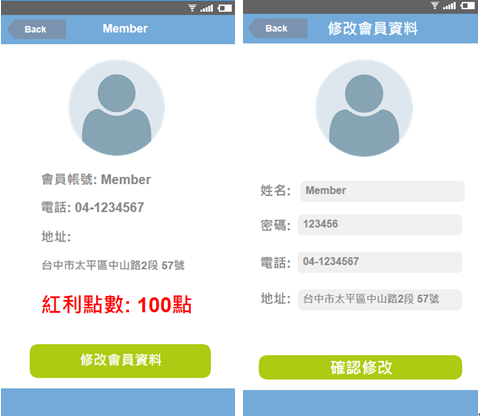 Back
Member
會員帳號: Member
電話: 04-1234567
地址:
台中市太平區中山路2段 57號
紅利點數: 100點
修改會員資料
Back
修改會員資料
姓名: Member
密碼: 123456
電話: 04-1234567
地址: 台中市太平區中山路2段 57號
確認修改